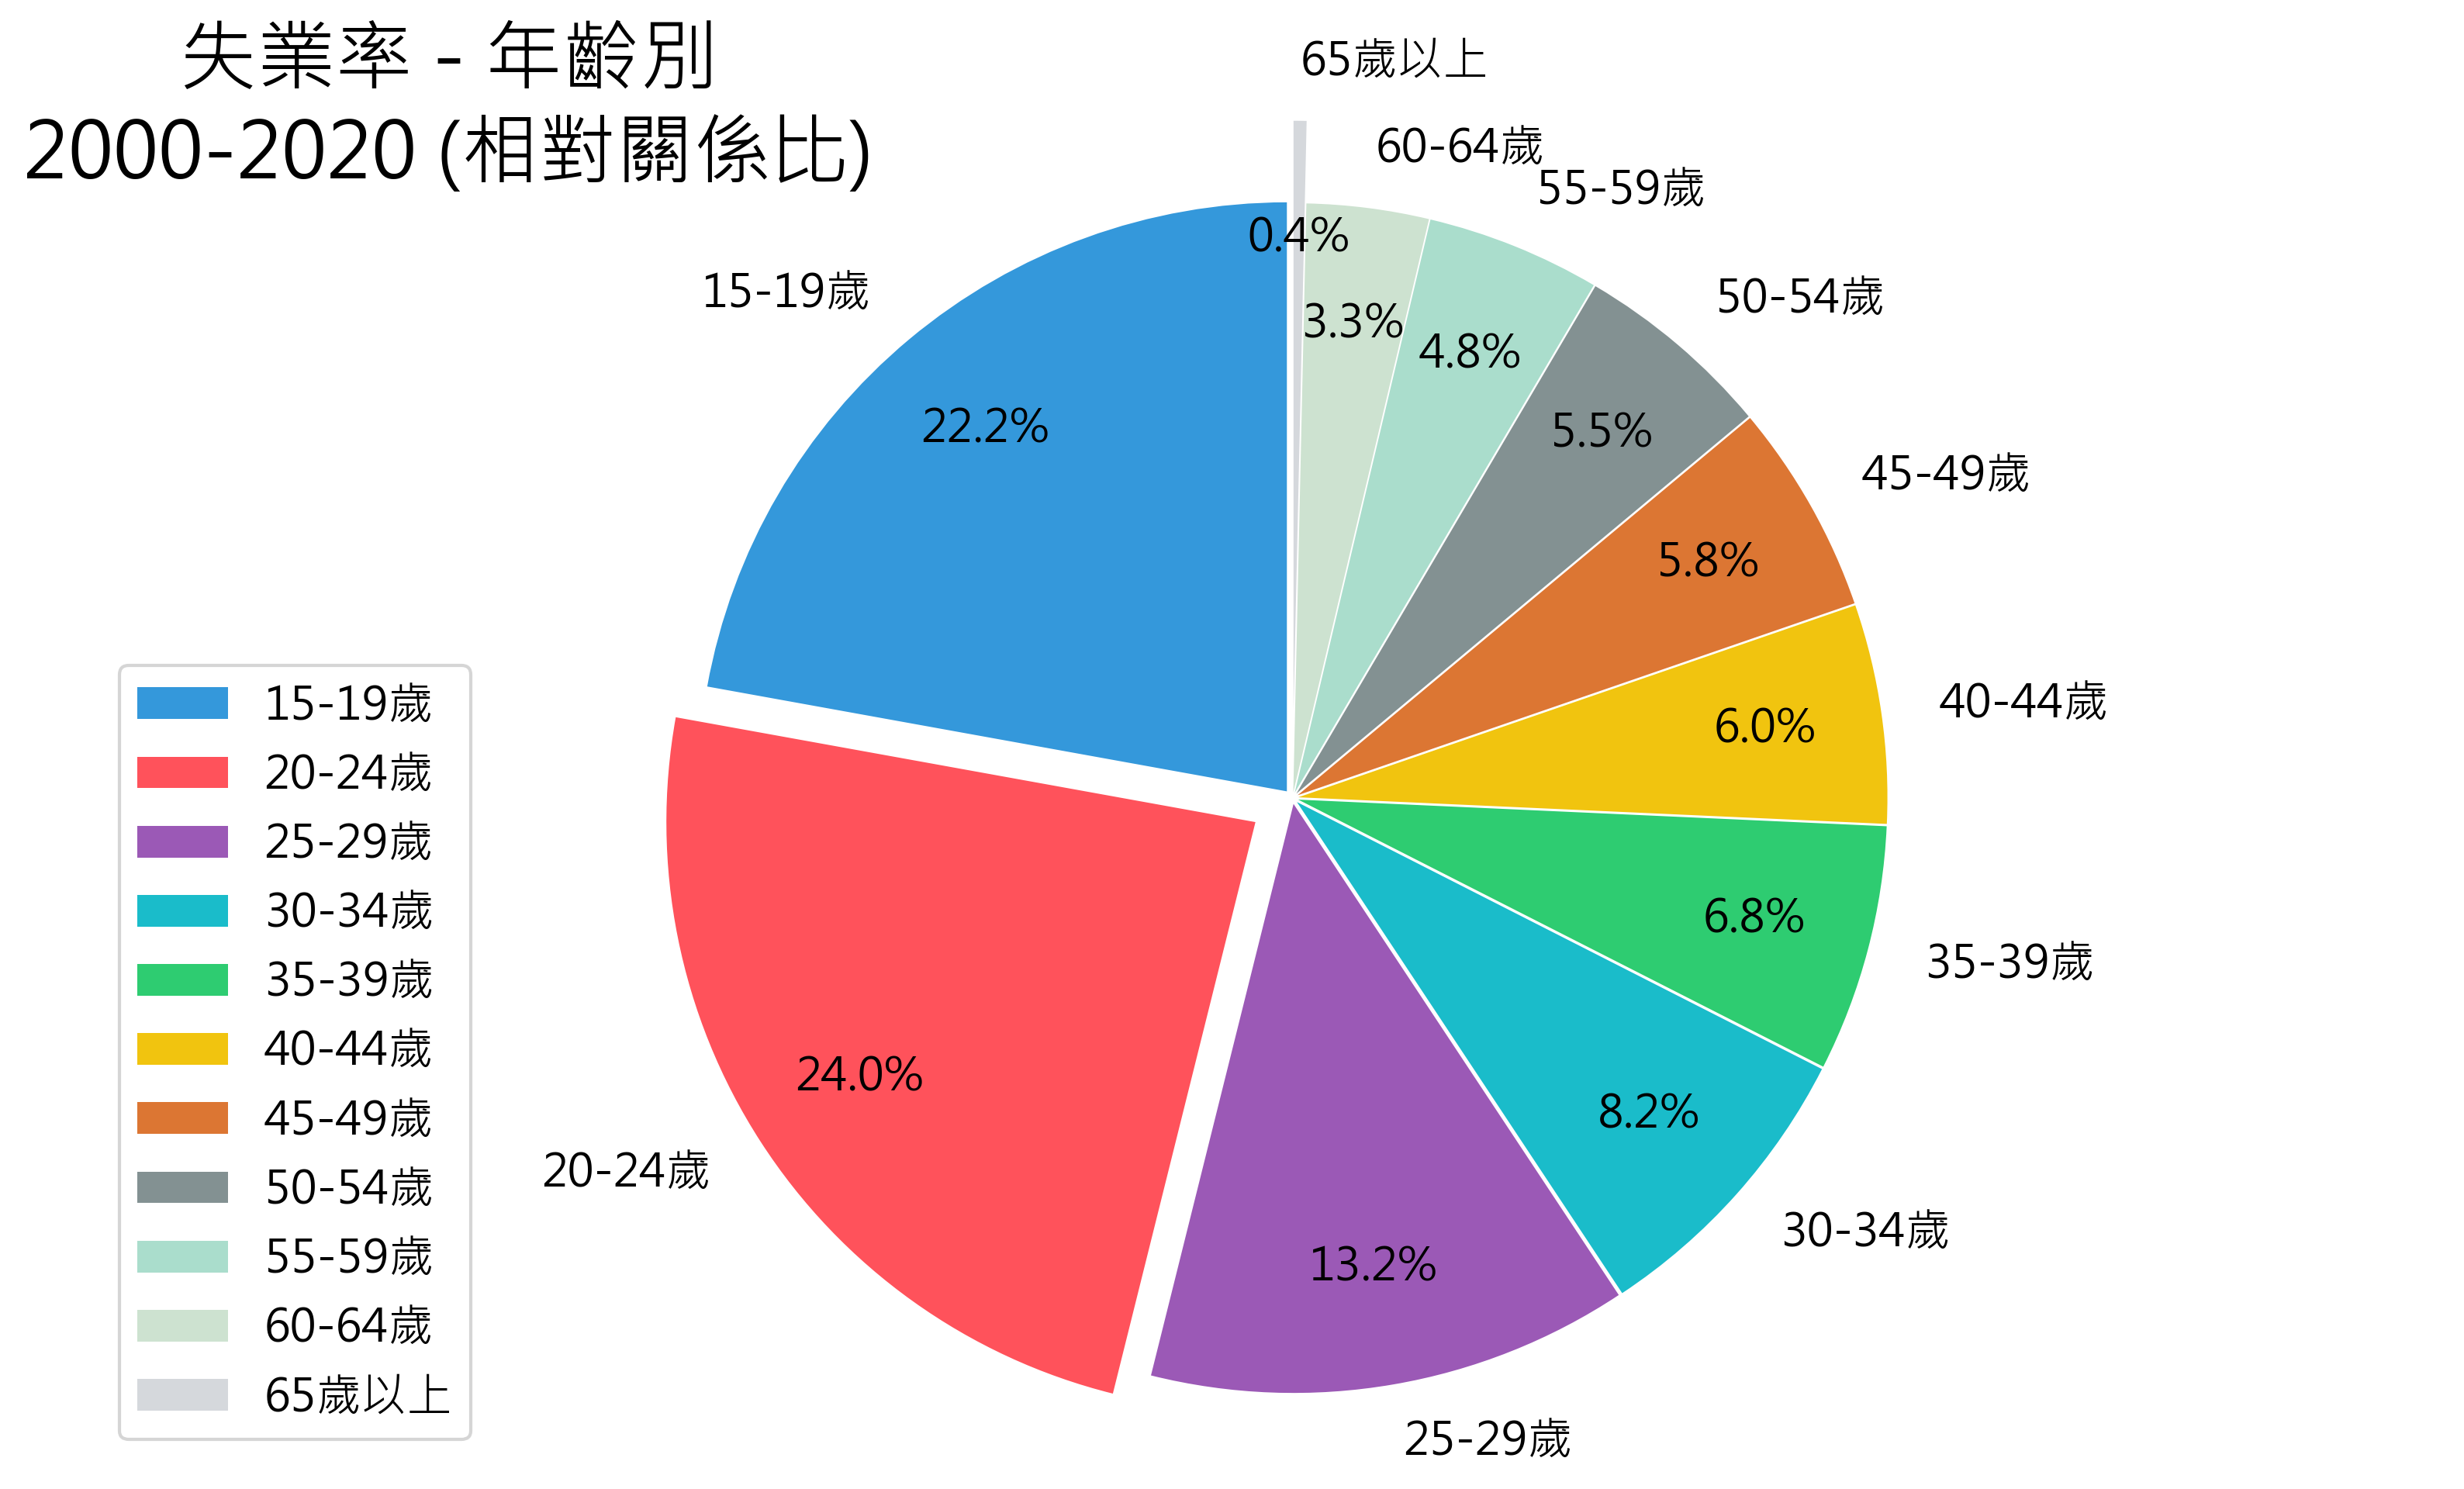 失業率 - 年齡別
2000-2020 (相對關係比)
65歲以上
60-64歲
55-59歲
50-54歲
45-49歲
40-44歲
35-39歲
30-34歲
25-29歲
20-24歲
15-19歲
0.4%
3.3%
4.8%
5.5%
5.8%
6.0%
6.8%
8.2%
13.2%
24.0%
22.2%
15-19歲
20-24歲
25-29歲
30-34歲
35-39歲
40-44歲
45-49歲
50-54歲
55-59歲
60-64歲
65歲以上